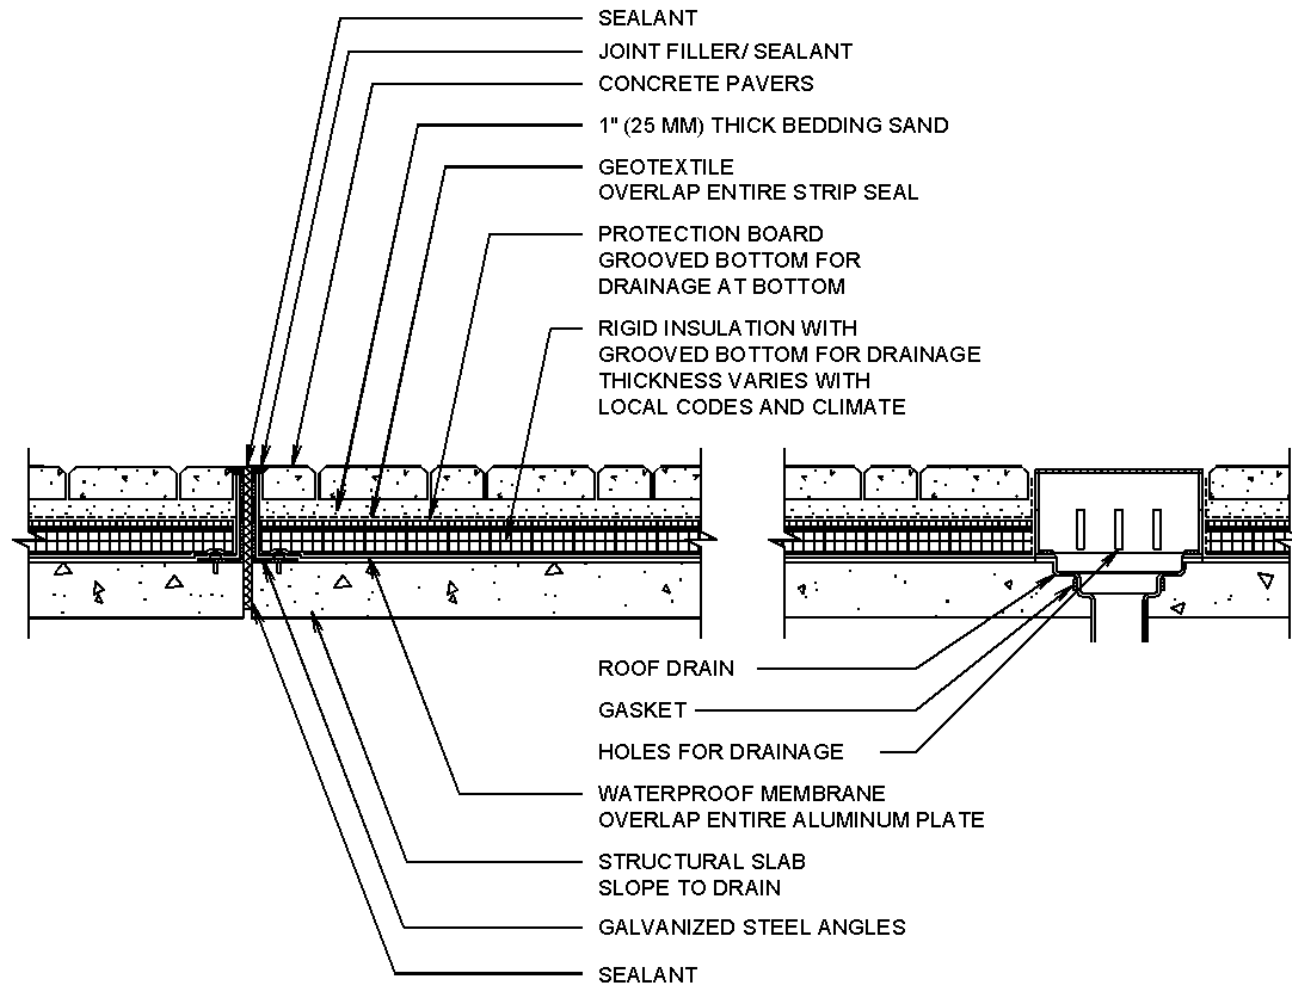 SEALANT
JOINT FILLER/ SEALANT
CONCRETE PAVERS
1" (25 MM) THICK BEDDING SAND
GEOTEXTILE
OVERLAP ENTIRE STRIP SEAL
PROTECTION BOARD
GROOVED BOTTOM FOR
DRAINAGE AT BOTTOM
RIGID INSULATION WITH
GROOVED BOTTOM FOR DRAINAGE
THICKNESS VARIES WITH
LOCAL CODES AND CLIMATE
ROOF DRAIN
GASKET
HOLES FOR DRAINAGE
WATERPROOF MEMBRANE
OVERLAP ENTIRE ALUMINUM PLATE
STRUCTURAL SLAB
SLOPE TO DRAIN
GALVANIZED STEEL ANGLES
SEALANT